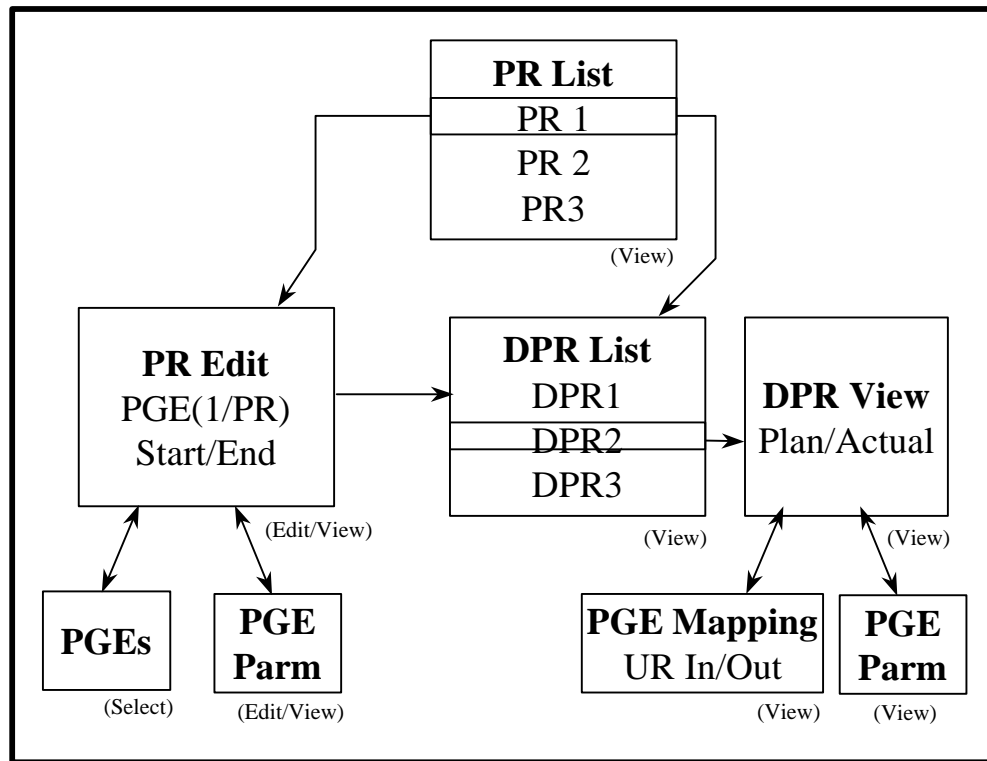 PR List
PR 1
PR 2
PR3
(View)
PR Edit
PGE(1/PR)
Start/End
(Edit/View)
DPR List
DPR1
DPR2
DPR3
(View)
DPR View
Plan/Actual
(View)
PGEs
(Select)
PGE
Parm
(Edit/View)
PGE Mapping
UR In/Out
(View)
PGE
Parm
(View)